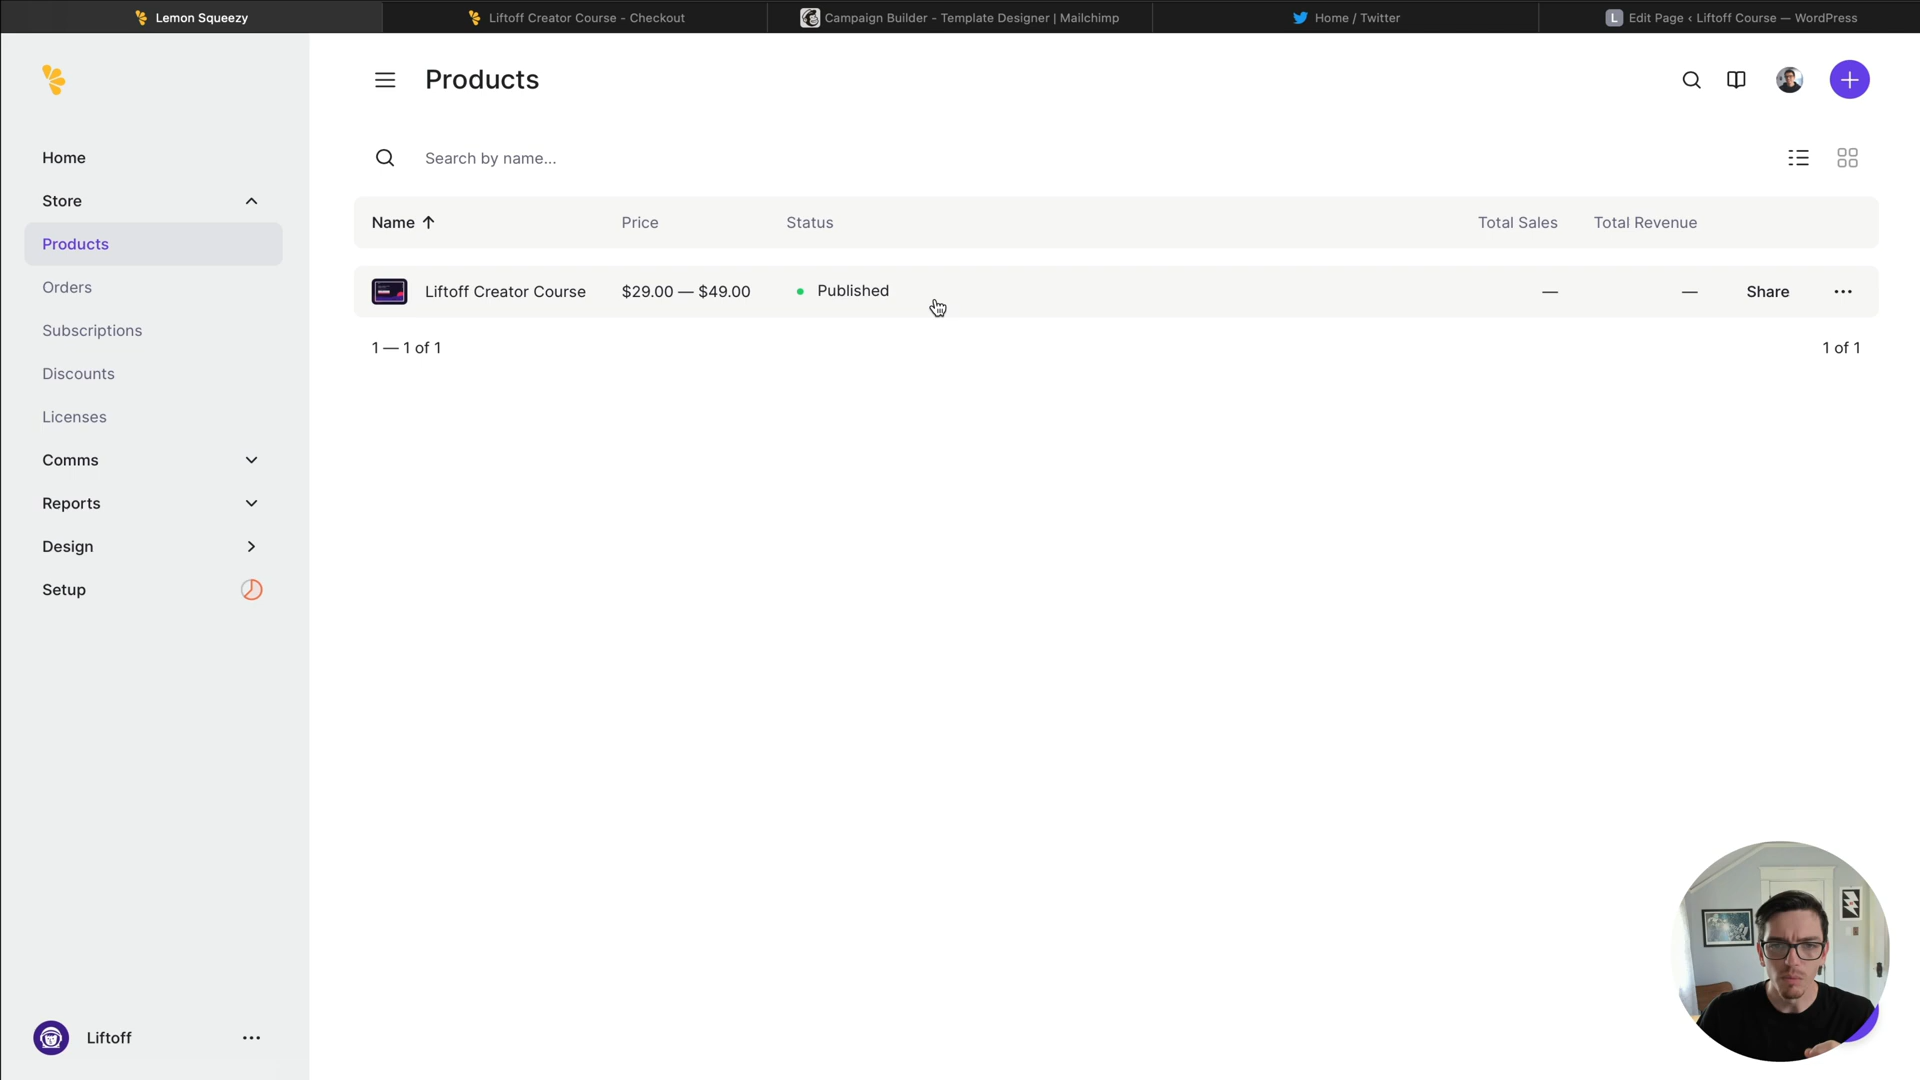 Lemon Squeezy
Liftoff Creator Course - Checkout
Campaign Builder - Template Designer | Mailchimp
Home / Twitter
L Edit Page ‹ Liftoff Course — WordPress
Products
Home
Store
Products
Orders
Subscriptions
Discounts
Licenses
Comms
Reports
Design
Setup
Liftoff
Search by name...
Name ↑ Price Status Total Sales Total Revenue
Liftoff Creator Course $29.00 — $49.00 Published — — Share
1 — 1 of 1 1 of 1